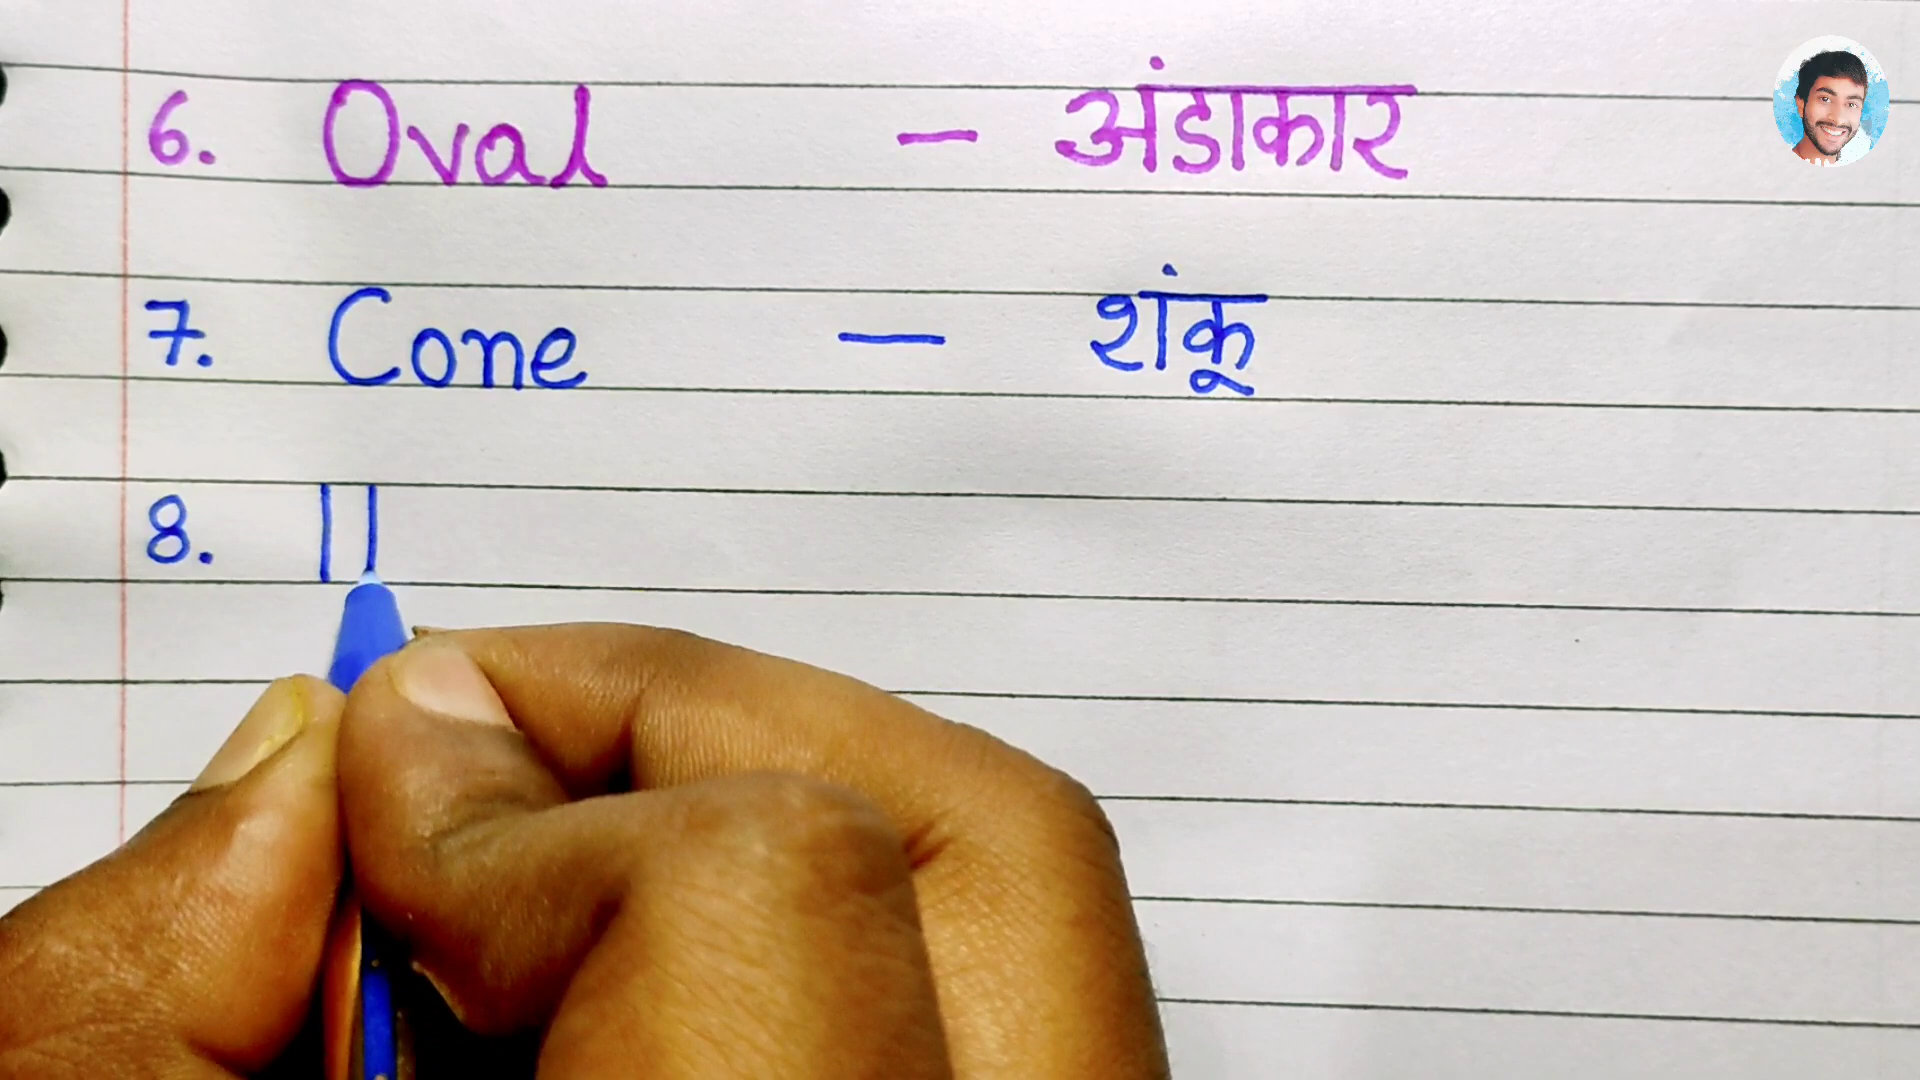 6. Oval — अंडाकार
7. Cone — शंकू
8.